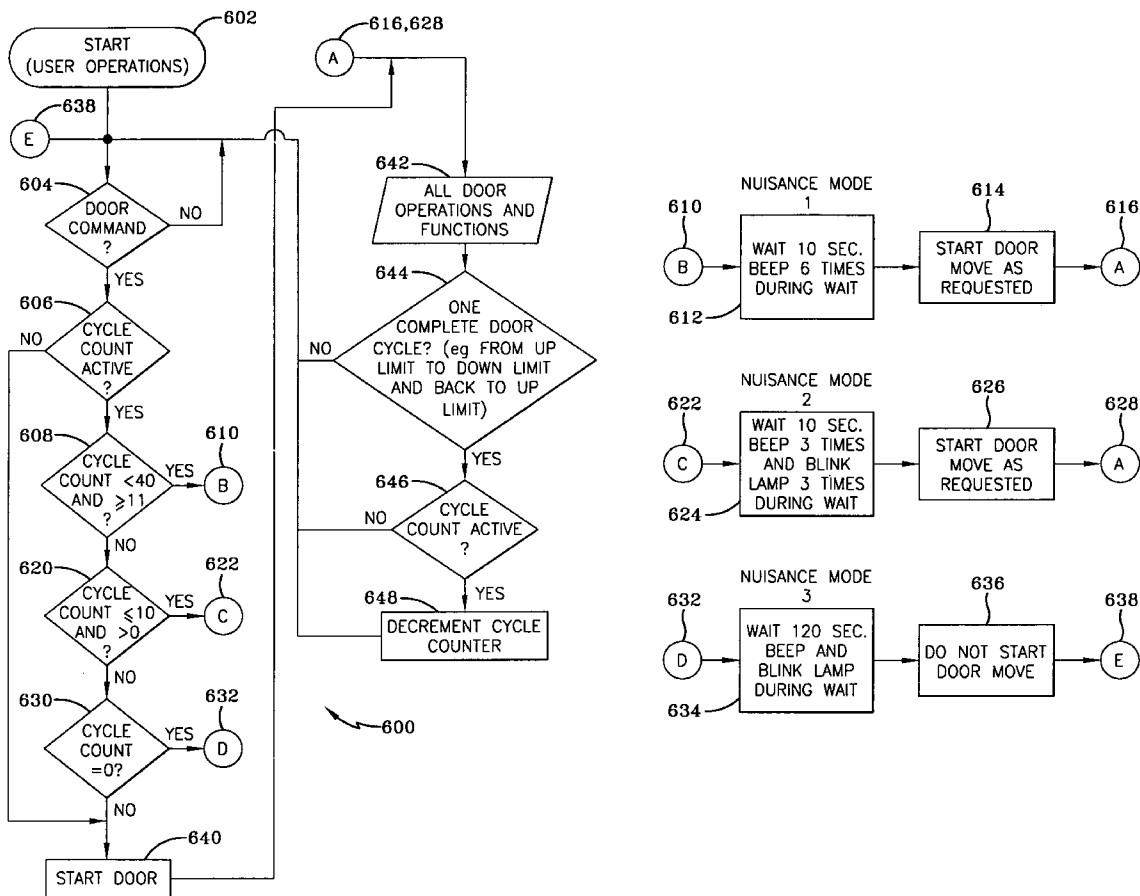 602
START
(USER OPERATIONS)
638
E
604
DOOR
COMMAND
?
NO
YES
606
CYCLE
COUNT
ACTIVE
?
NO
YES
608
CYCLE
COUNT <40
AND ⩾11
?
YES
610
B
NO
620
CYCLE
COUNT ⩽10
AND >0
?
YES
622
C
NO
630
CYCLE
COUNT
=0?
YES
632
D
NO
640
START DOOR
616,628
A
642
ALL DOOR
OPERATIONS AND
FUNCTIONS
644
ONE
COMPLETE DOOR
CYCLE? (eg FROM UP
LIMIT TO DOWN LIMIT
AND BACK TO UP
LIMIT)
NO
YES
646
CYCLE
COUNT ACTIVE
?
NO
YES
648
DECREMENT CYCLE
COUNTER
600
NUISANCE MODE
1
610
B
WAIT 10 SEC.
BEEP 6 TIMES
DURING WAIT
612
614
START DOOR
MOVE AS
REQUESTED
616
A
NUISANCE MODE
2
622
C
WAIT 10 SEC.
BEEP 3 TIMES
AND BLINK
LAMP 3 TIMES
DURING WAIT
624
626
START DOOR
MOVE AS
REQUESTED
628
A
NUISANCE MODE
3
632
D
WAIT 120 SEC.
BEEP AND
BLINK LAMP
DURING WAIT
634
636
DO NOT START
DOOR MOVE
638
E